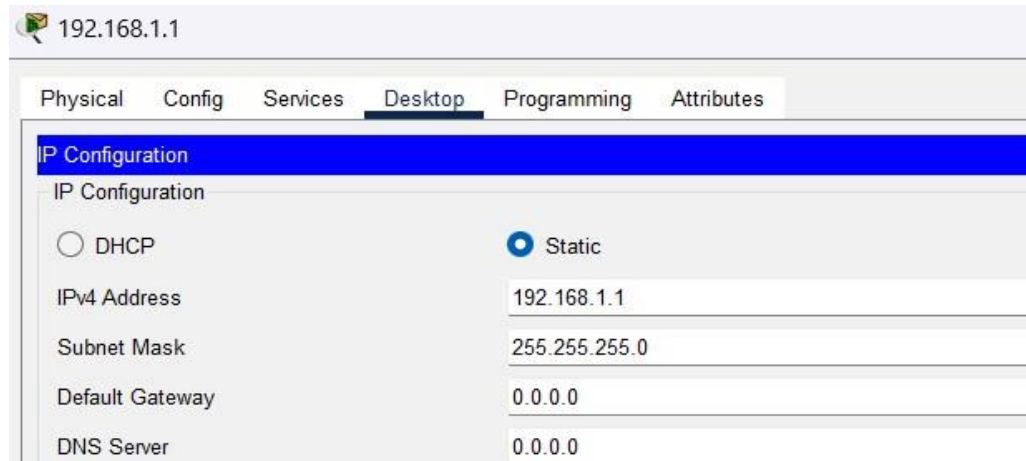 192.168.1.1
Physical Config Services Desktop Programming Attributes
IP Configuration
IP Configuration
DHCP Static
IPv4 Address 192.168.1.1
Subnet Mask 255.255.255.0
Default Gateway 0.0.0.0
DNS Server 0.0.0.0